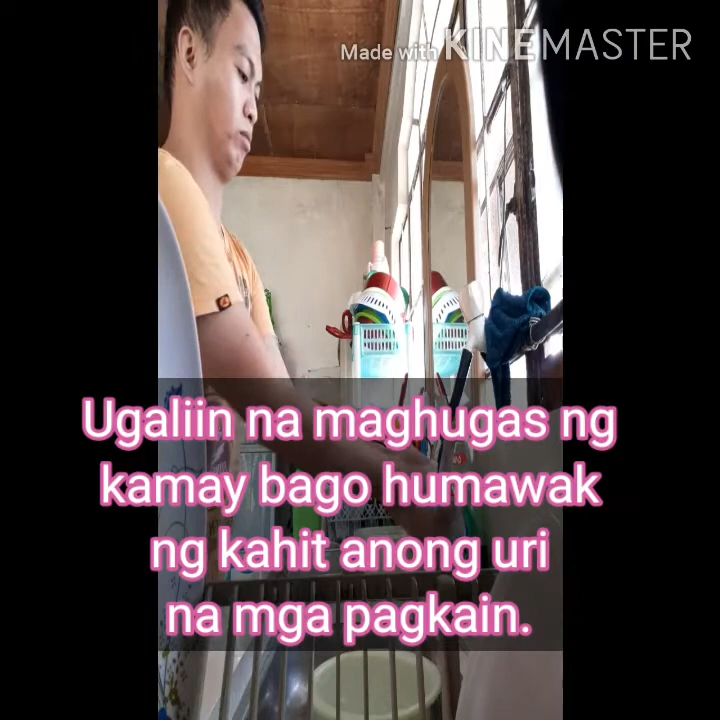 Made with KINEMASTER
Ugaliin na maghugas ng
kamay bago humawak
ng kahit anong uri
na mga pagkain.